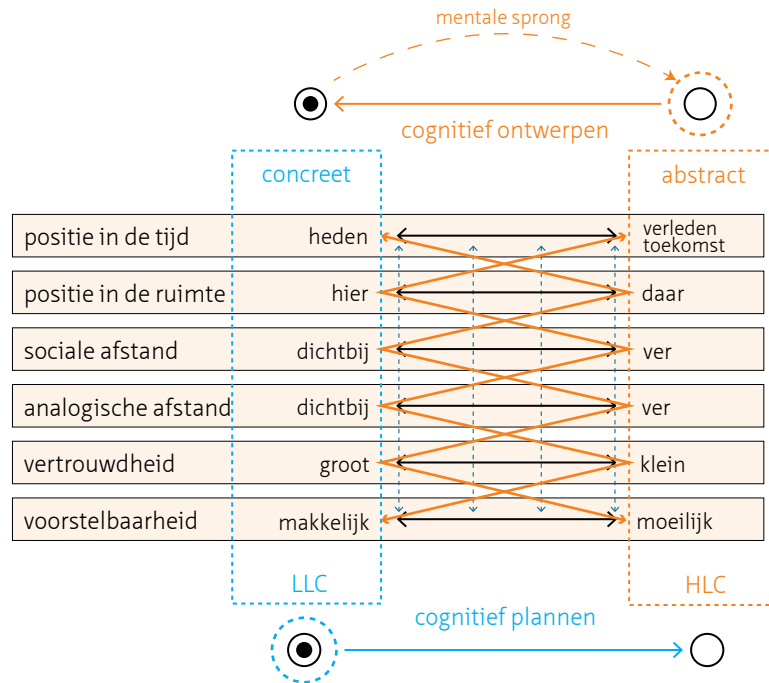 mentale sprong
cognitief ontwerpen
concreet
abstract
positie in de tijd
heden
verleden
toekomst
positie in de ruimte
hier
daar
sociale afstand
dichtbij
ver
analogische afstand
dichtbij
ver
vertrouwdheid
groot
klein
voorstelbaarheid
makkelijk
moeilijk
LLC
HLC
cognitief plannen